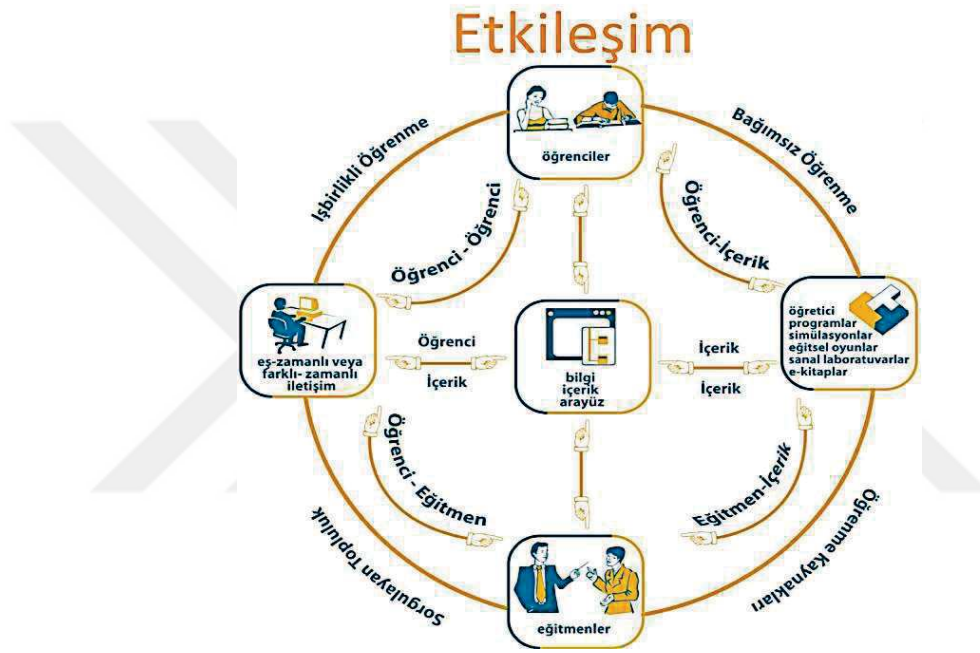 Etkileşim
öğrenciler
İşbirlikli Öğrenme
Bağımsız Öğrenme
Öğrenci - Öğrenci
Öğrenci-İçerik
eş-zamanlı veya
farklı- zamanlı
iletişim
Öğrenci
İçerik
bilgi
içerik
arayüz
İçerik
İçerik
öğretici
programlar
simülasyonlar
eğitsel oyunlar
sanal laboratuvarlar
e-kitaplar
Öğrenci - Eğitmen
Eğitmen-İçerik
Sorgulayan Topluluk
Öğrenme Kaynakları
eğitmenler